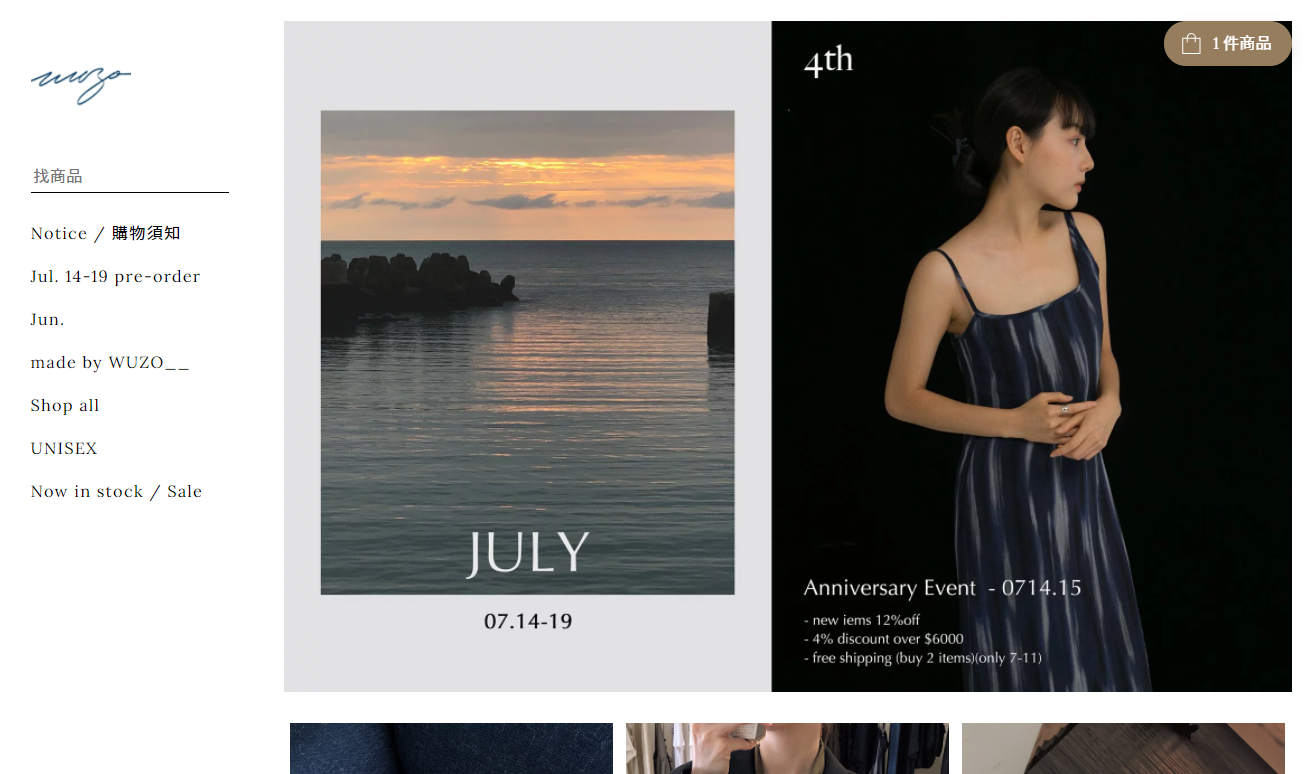 wuzo
找商品
Notice / 購物須知
Jul. 14-19 pre-order
Jun.
made by WUZO__
Shop all
UNISEX
Now in stock / Sale
JULY
07.14-19
1 件商品
4th
Anniversary Event - 0714.15
- new iems 12%off
- 4% discount over $6000
- free shipping (buy 2 items)(only 7-11)